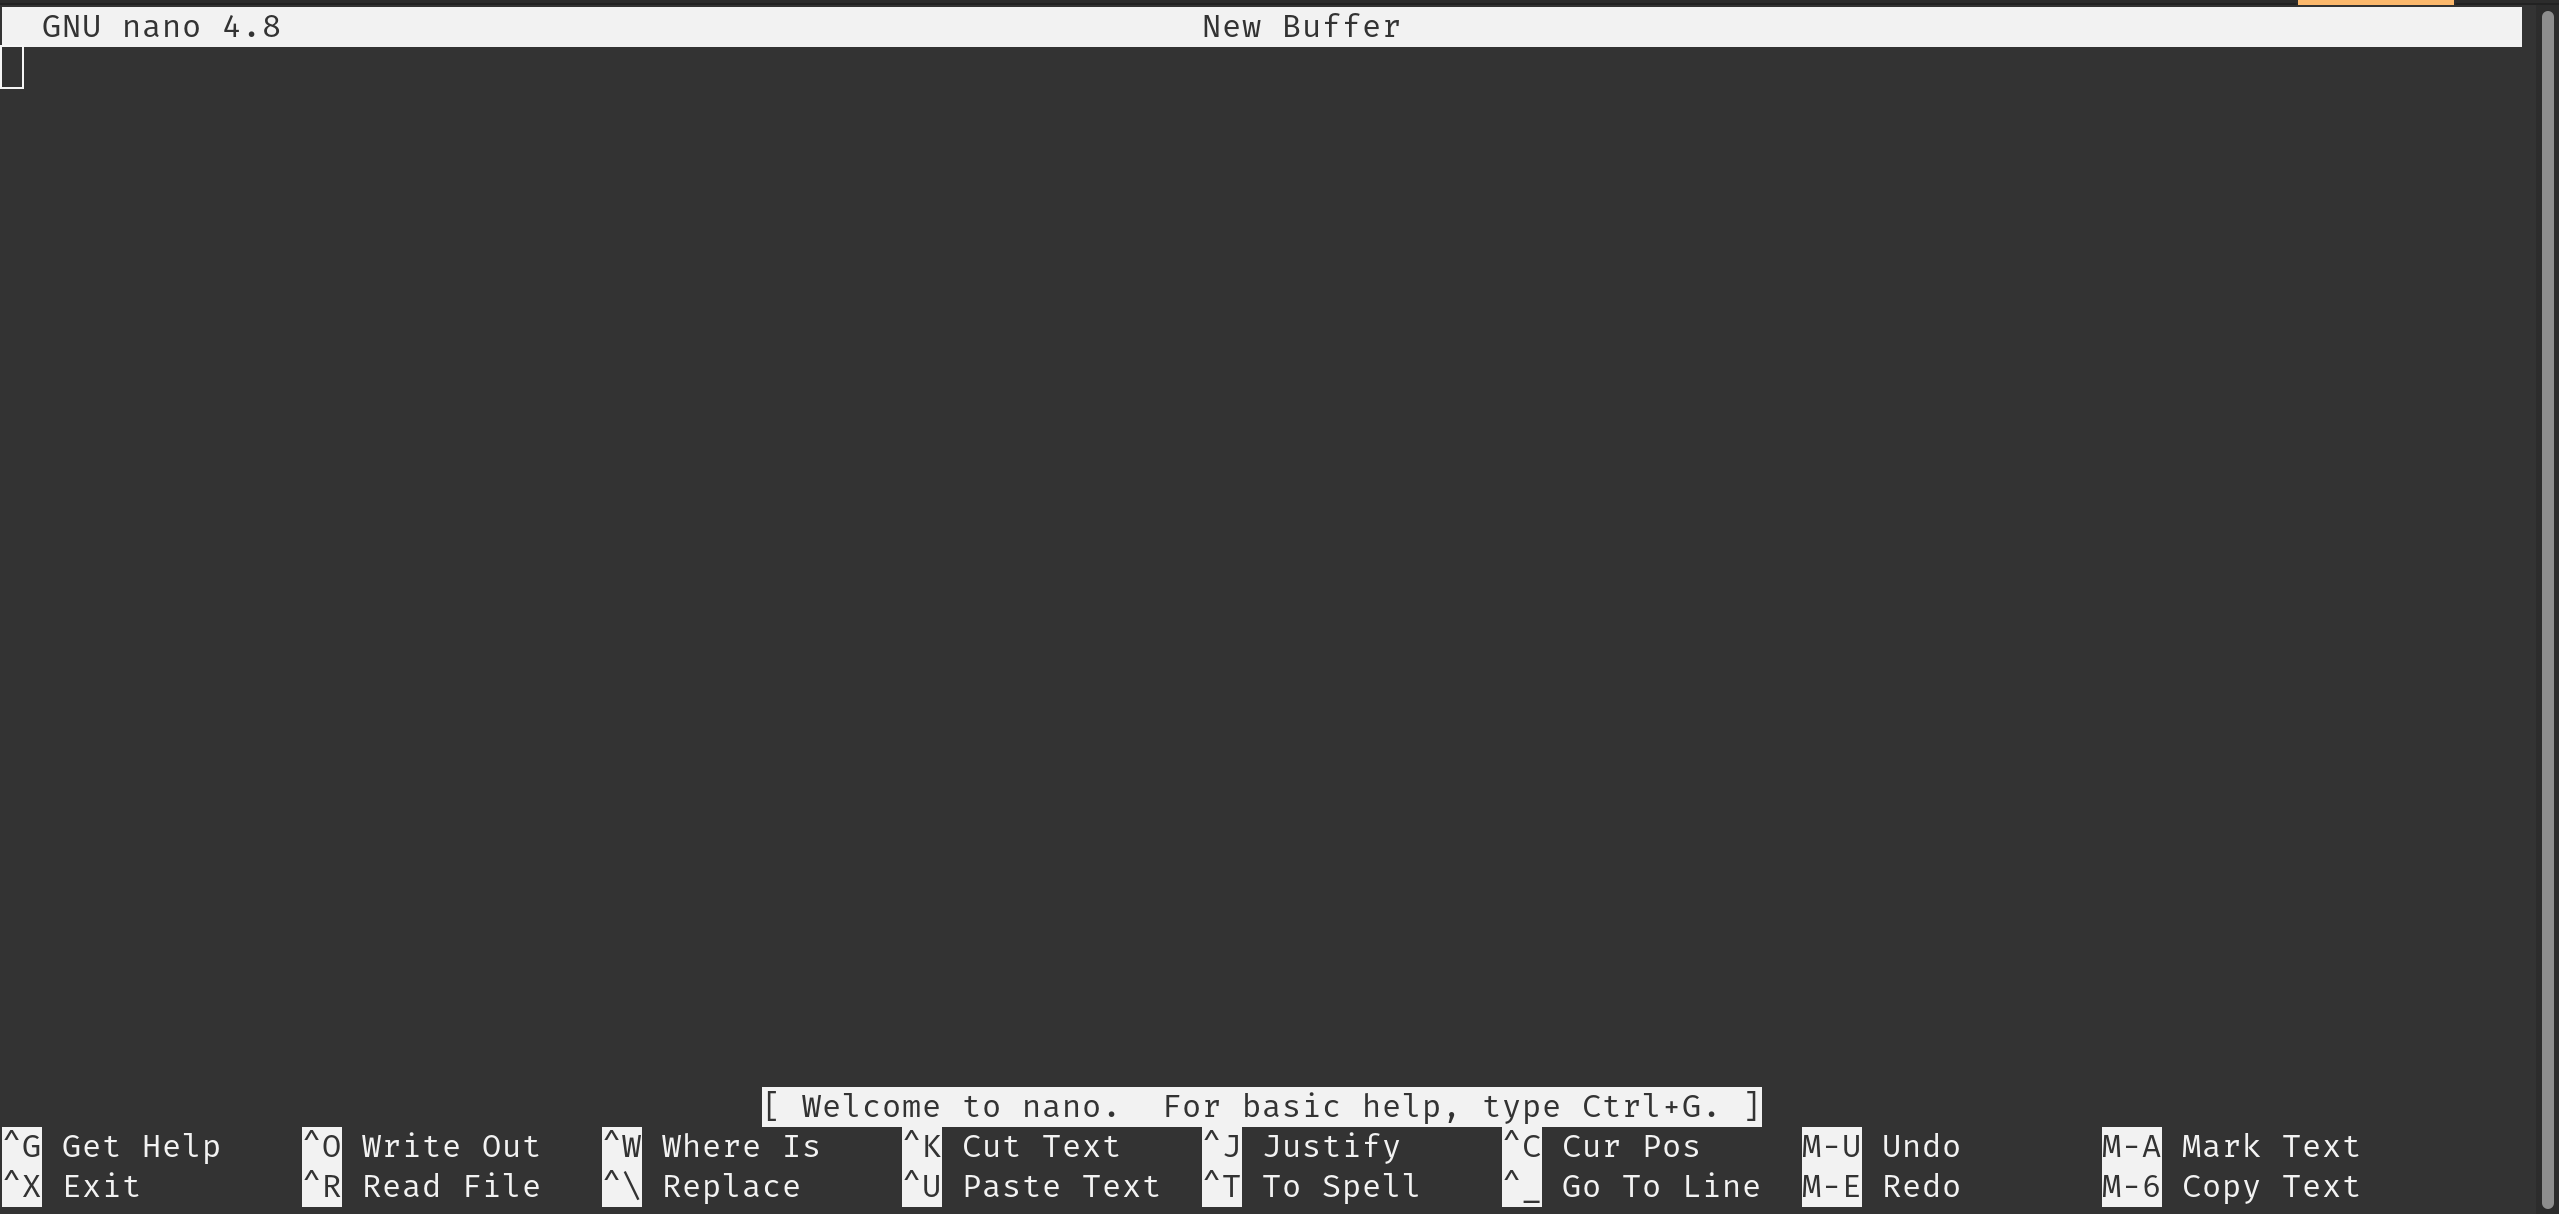 GNU nano 4.8 New Buffer
[ Welcome to nano.  For basic help, type Ctrl+G. ]
^G Get Help ^O Write Out ^W Where Is ^K Cut Text ^J Justify ^C Cur Pos M-U Undo M-A Mark Text
^X Exit ^R Read File ^\ Replace ^U Paste Text ^T To Spell ^_ Go To Line M-E Redo M-6 Copy Text